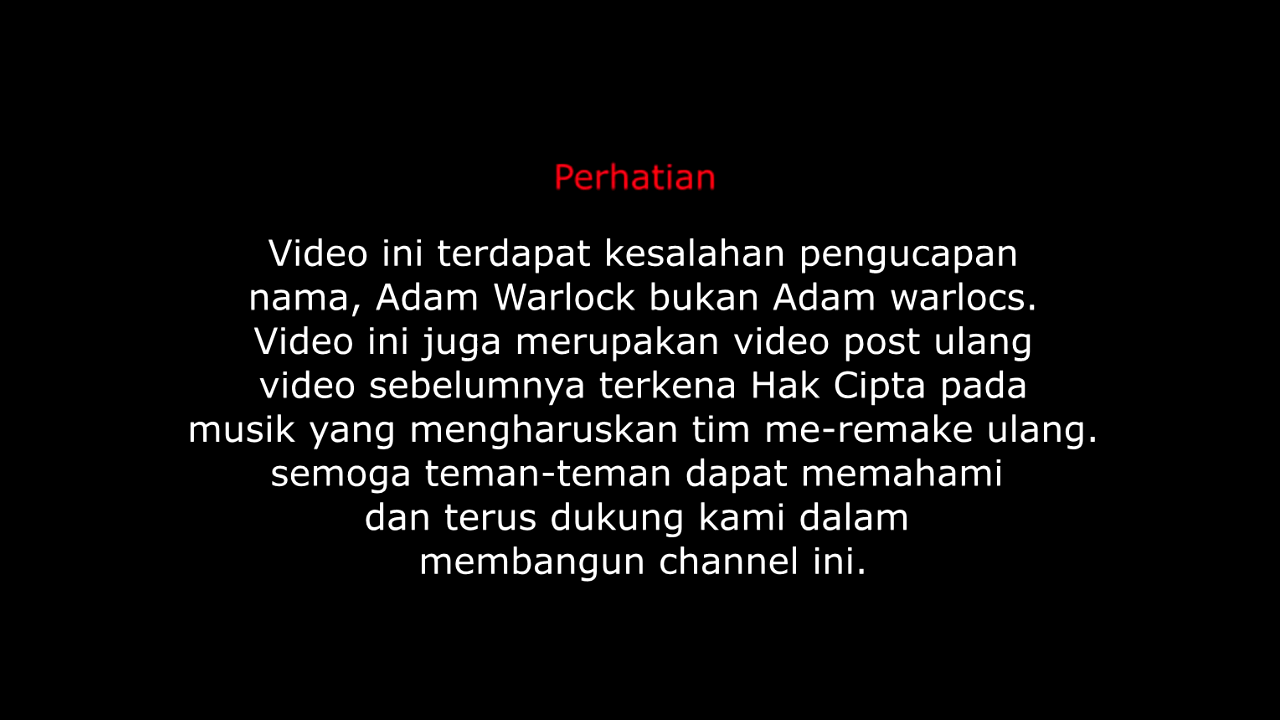 Perhatian
Video ini terdapat kesalahan pengucapan
nama, Adam Warlock bukan Adam warlocs.
Video ini juga merupakan video post ulang
video sebelumnya terkena Hak Cipta pada
musik yang mengharuskan tim me-remake ulang.
semoga teman-teman dapat memahami
dan terus dukung kami dalam
membangun channel ini.